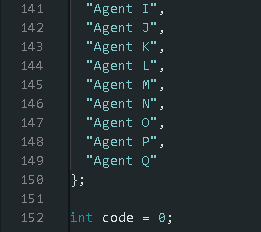 141 "Agent I",
142 "Agent J",
143 "Agent K",
144 "Agent L",
145 "Agent M",
146 "Agent N",
147 "Agent O",
148 "Agent P",
149 "Agent Q"
150 };
151
152 int code = 0;